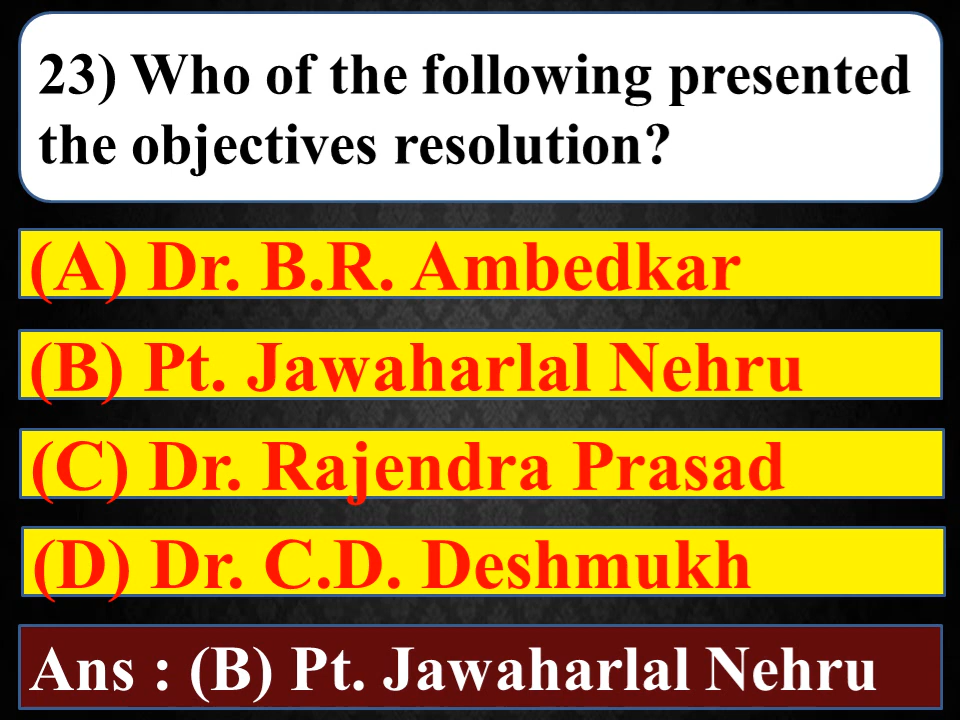 23) Who of the following presented
the objectives resolution?
(A) Dr. B.R. Ambedkar
(B) Pt. Jawaharlal Nehru
(C) Dr. Rajendra Prasad
(D) Dr. C.D. Deshmukh
Ans : (B) Pt. Jawaharlal Nehru